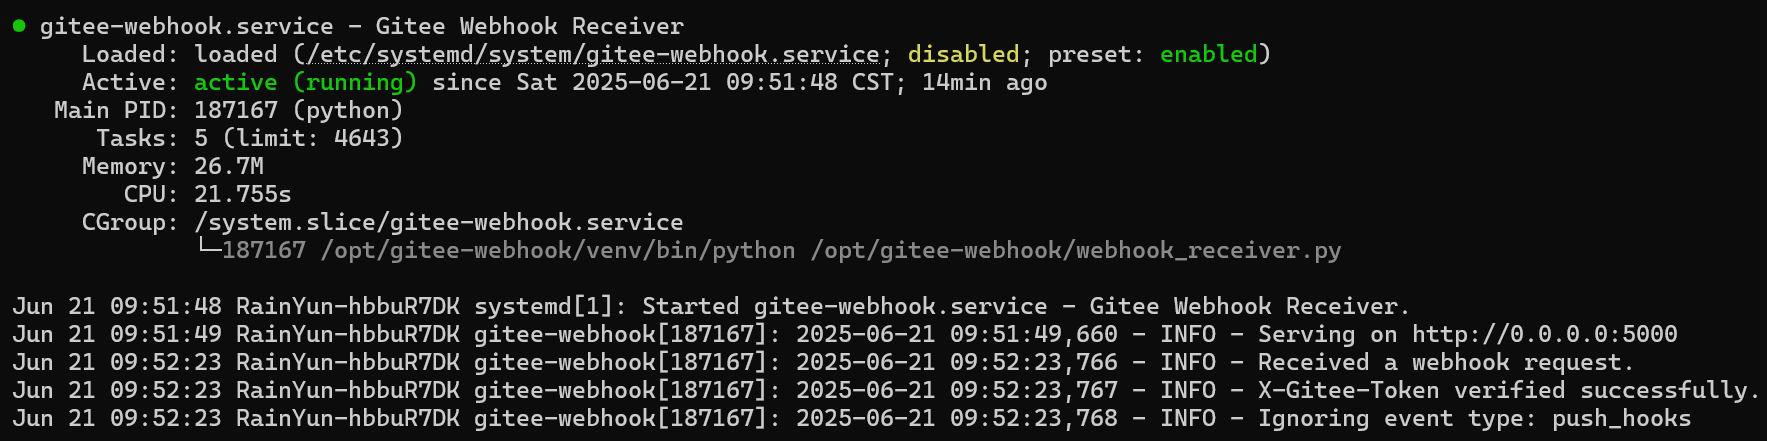 ● gitee-webhook.service - Gitee Webhook Receiver
Loaded: loaded (/etc/systemd/system/gitee-webhook.service; disabled; preset: enabled)
Active: active (running) since Sat 2025-06-21 09:51:48 CST; 14min ago
Main PID: 187167 (python)
Tasks: 5 (limit: 4643)
Memory: 26.7M
CPU: 21.755s
CGroup: /system.slice/gitee-webhook.service
└─187167 /opt/gitee-webhook/venv/bin/python /opt/gitee-webhook/webhook_receiver.py
Jun 21 09:51:48 RainYun-hbbuR7DK systemd[1]: Started gitee-webhook.service - Gitee Webhook Receiver.
Jun 21 09:51:49 RainYun-hbbuR7DK gitee-webhook[187167]: 2025-06-21 09:51:49,660 - INFO - Serving on http://0.0.0.0:5000
Jun 21 09:52:23 RainYun-hbbuR7DK gitee-webhook[187167]: 2025-06-21 09:52:23,766 - INFO - Received a webhook request.
Jun 21 09:52:23 RainYun-hbbuR7DK gitee-webhook[187167]: 2025-06-21 09:52:23,767 - INFO - X-Gitee-Token verified successfully.
Jun 21 09:52:23 RainYun-hbbuR7DK gitee-webhook[187167]: 2025-06-21 09:52:23,768 - INFO - Ignoring event type: push_hooks